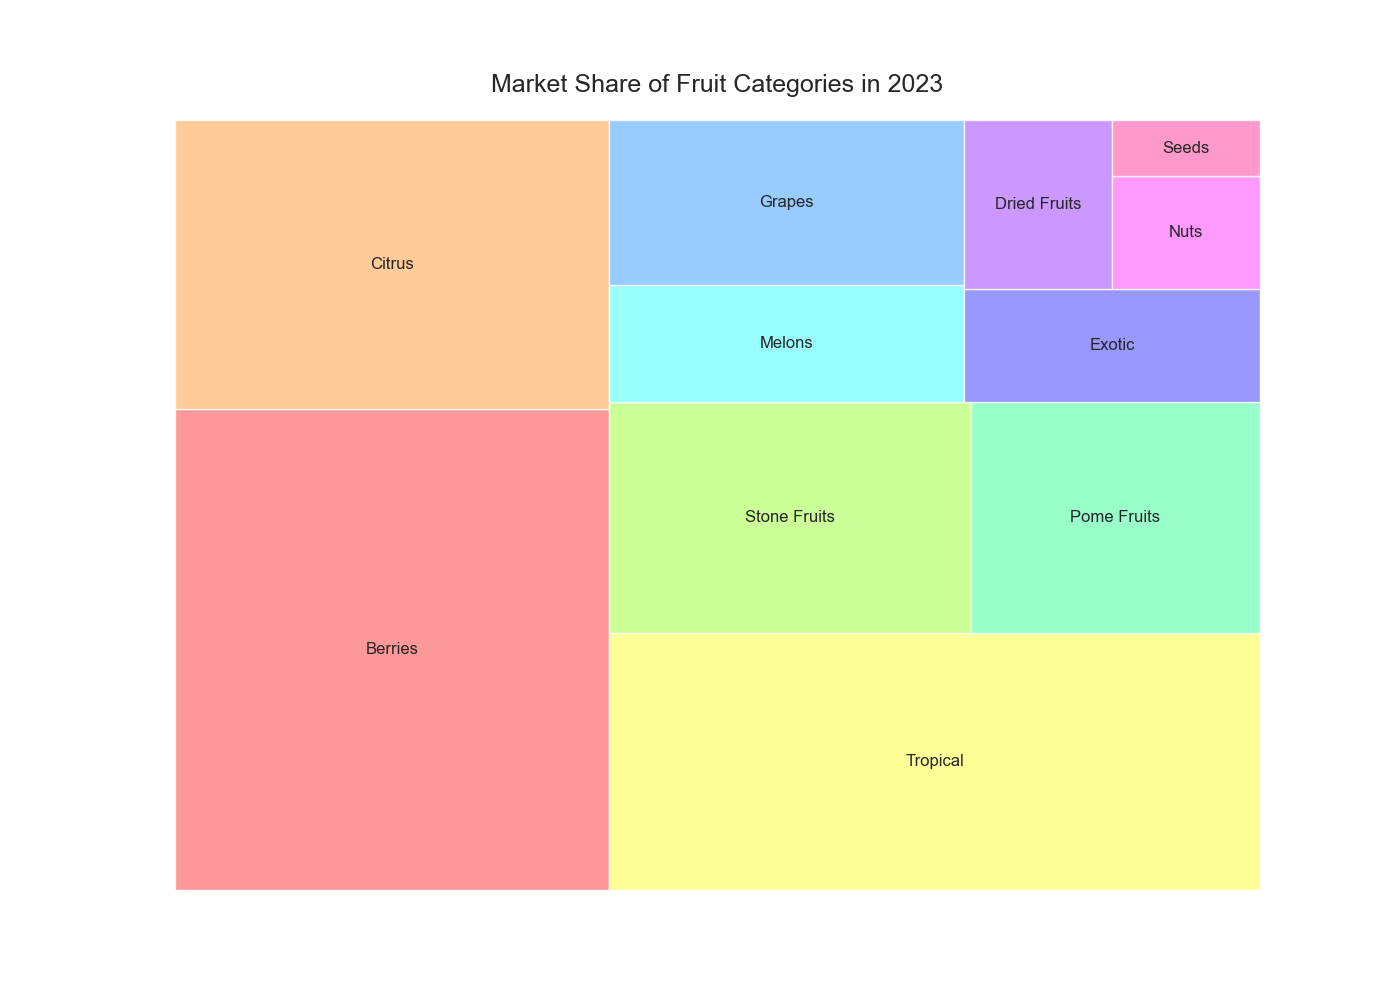 Market Share of Fruit Categories in 2023
Citrus
Grapes
Dried Fruits
Seeds
Nuts
Melons
Exotic
Stone Fruits
Pome Fruits
Berries
Tropical